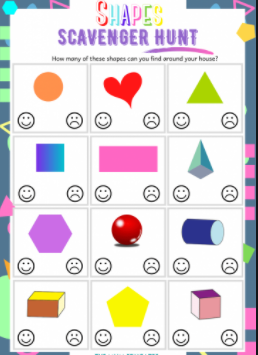 SHAPES
SCAVENGER HUNT
How many of these shapes can you find around your house?